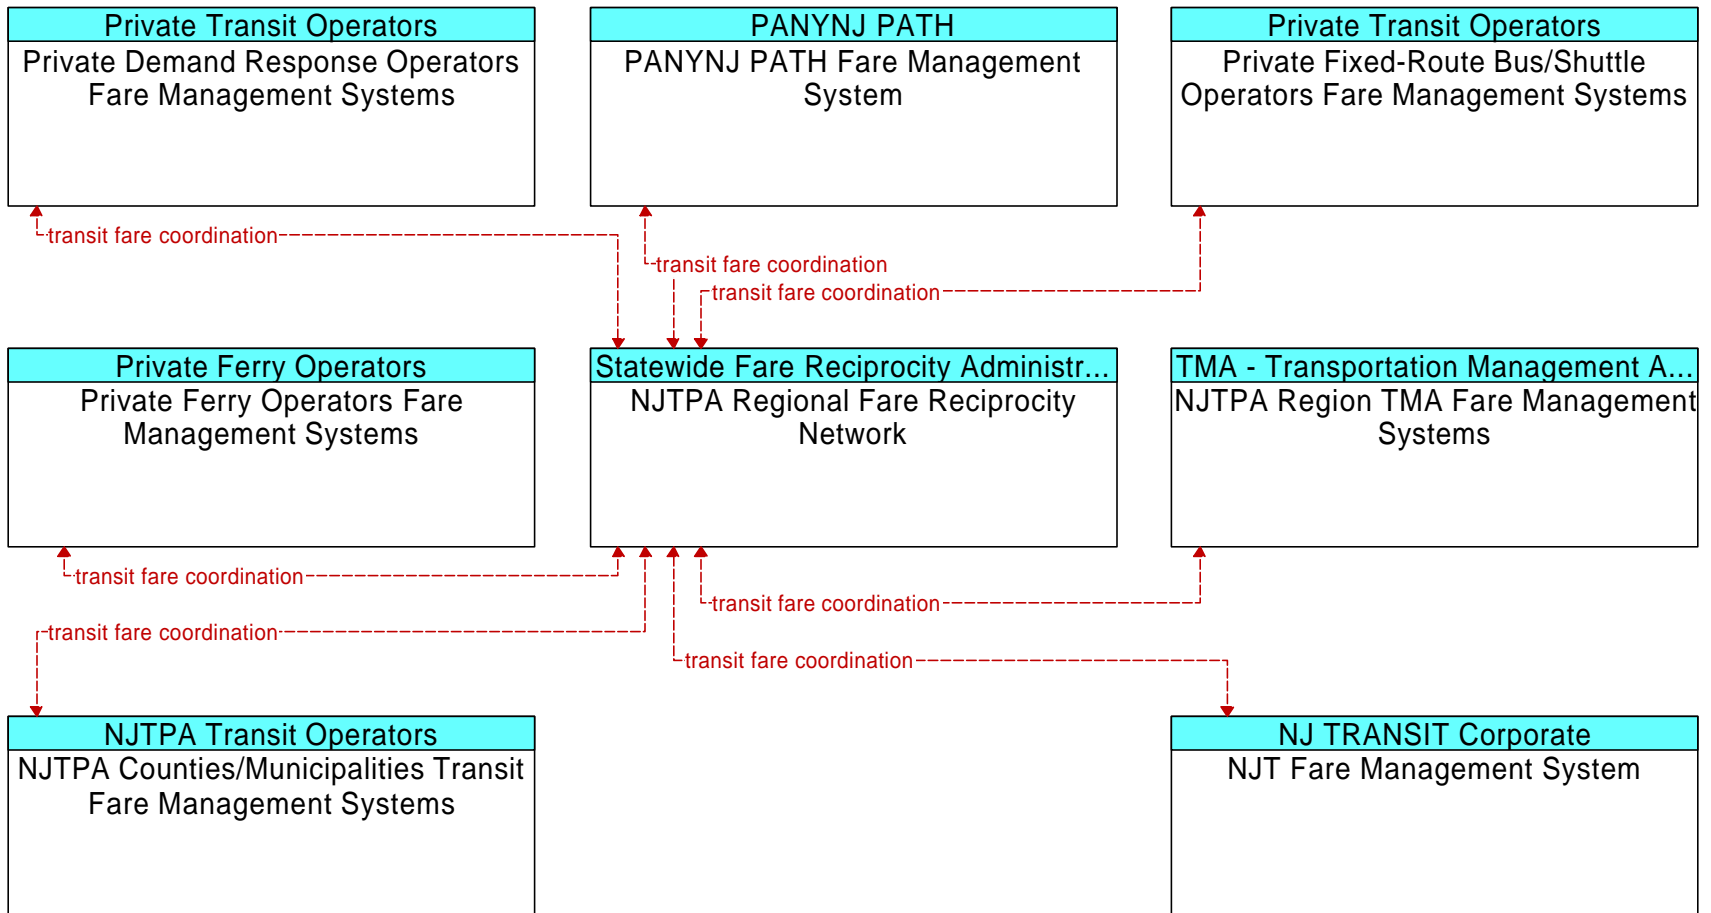 Private Transit Operators
Private Demand Response Operators
Fare Management Systems
PANYNJ PATH
PANYNJ PATH Fare Management
System
Private Transit Operators
Private Fixed-Route Bus/Shuttle
Operators Fare Management Systems
transit fare coordination
transit fare coordination
transit fare coordination
Private Ferry Operators
Private Ferry Operators Fare
Management Systems
Statewide Fare Reciprocity Administr...
NJTPA Regional Fare Reciprocity
Network
TMA - Transportation Management A...
NJTPA Region TMA Fare Management
Systems
transit fare coordination
transit fare coordination
transit fare coordination
transit fare coordination
NJTPA Transit Operators
NJTPA Counties/Municipalities Transit
Fare Management Systems
NJ TRANSIT Corporate
NJT Fare Management System